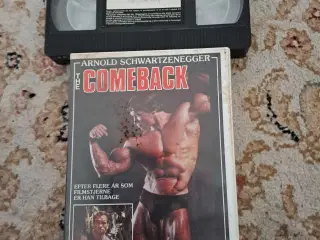 ARNOLD SCHWARTZENEGGER
THE COMEBACK
EFTER FLERE ÅR SOM
FILMSTJERNE
ER HAN TILBAGE